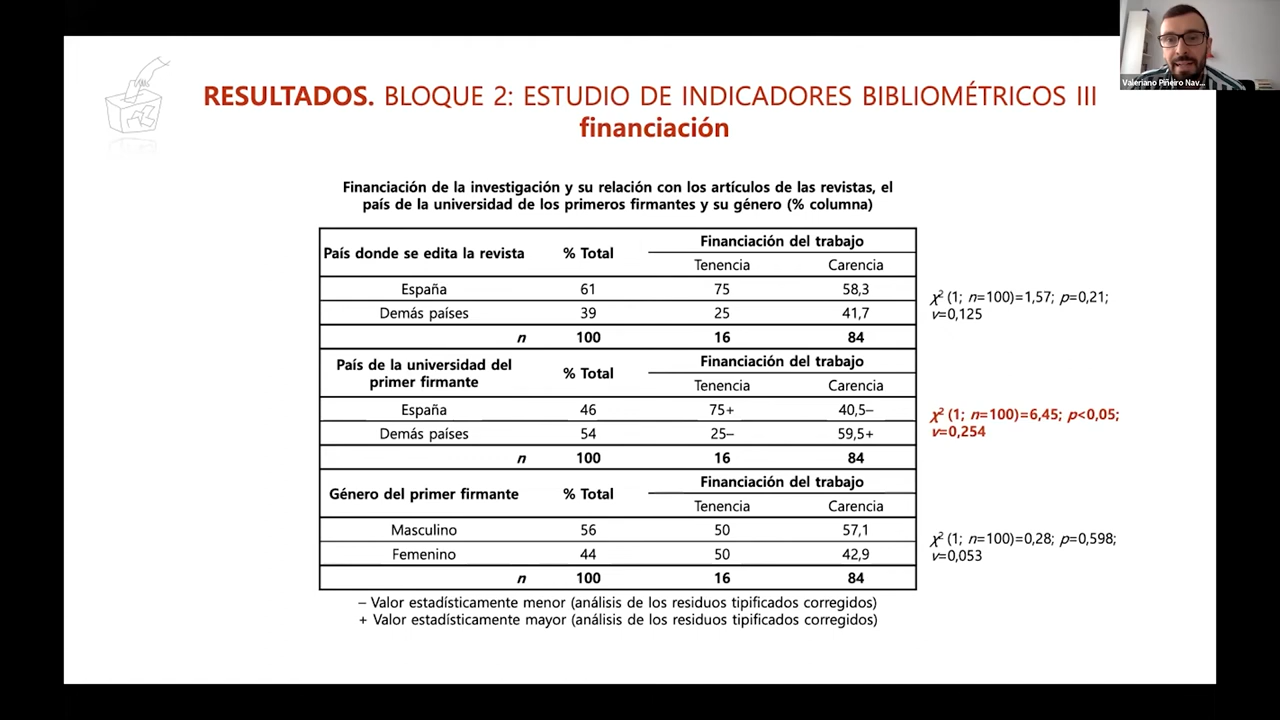 Valeriano Piñeiro Nav...
RESULTADOS. BLOQUE 2: ESTUDIO DE INDICADORES BIBLIOMÉTRICOS III
financiación
Financiación de la investigación y su relación con los artículos de las revistas, el
país de la universidad de los primeros firmantes y su género (% columna)
País donde se edita la revista % Total Financiación del trabajo
Tenencia Carencia
España 61 75 58,3
Demás países 39 25 41,7
n 100 16 84
χ² (1; n=100)=1,57; p=0,21;
v=0,125
País de la universidad del
primer firmante % Total Financiación del trabajo
Tenencia Carencia
España 46 75+ 40,5–
Demás países 54 25– 59,5+
n 100 16 84
χ² (1; n=100)=6,45; p<0,05;
v=0,254
Género del primer firmante % Total Financiación del trabajo
Tenencia Carencia
Masculino 56 50 57,1
Femenino 44 50 42,9
n 100 16 84
χ² (1; n=100)=0,28; p=0,598;
v=0,053
– Valor estadísticamente menor (análisis de los residuos tipificados corregidos)
+ Valor estadísticamente mayor (análisis de los residuos tipificados corregidos)